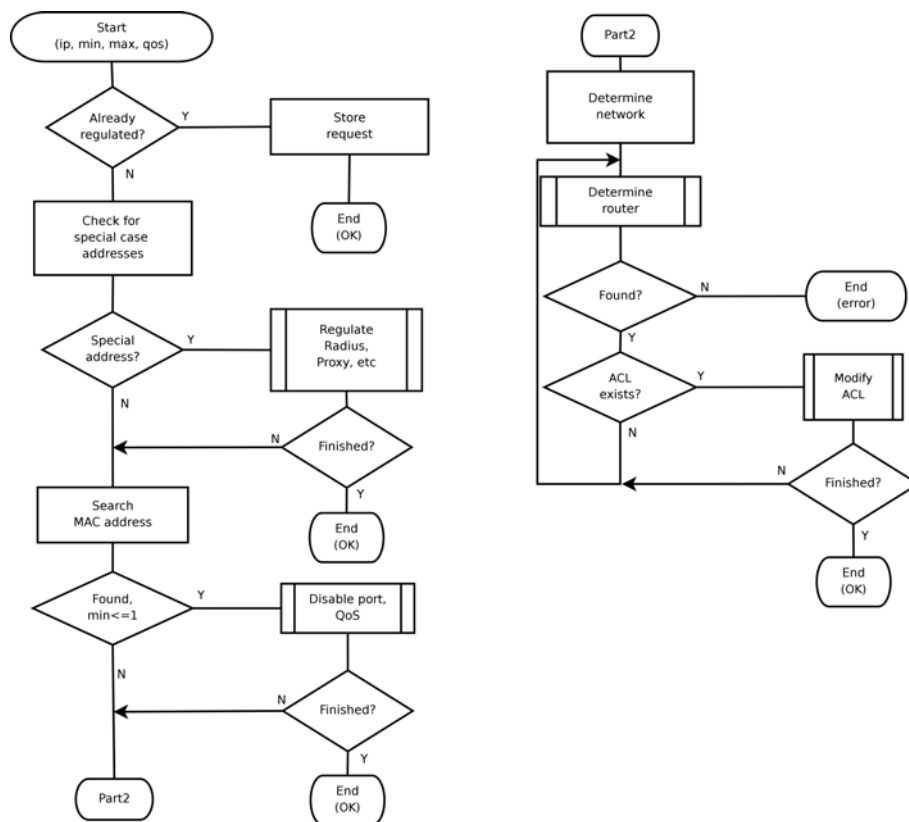 Start
(ip, min, max, qos)
Already
regulated?
Y
N
Store
request
End
(OK)
Check for
special case
addresses
Special
address?
Y
N
Regulate
Radius,
Proxy, etc
Finished?
N
Y
End
(OK)
Search
MAC address
Found,
min<=1
Y
N
Disable port,
QoS
Finished?
N
Y
End
(OK)
Part2
Part2
Determine
network
Determine
router
Found?
N
Y
End
(error)
ACL
exists?
Y
N
Modify
ACL
Finished?
N
Y
End
(OK)